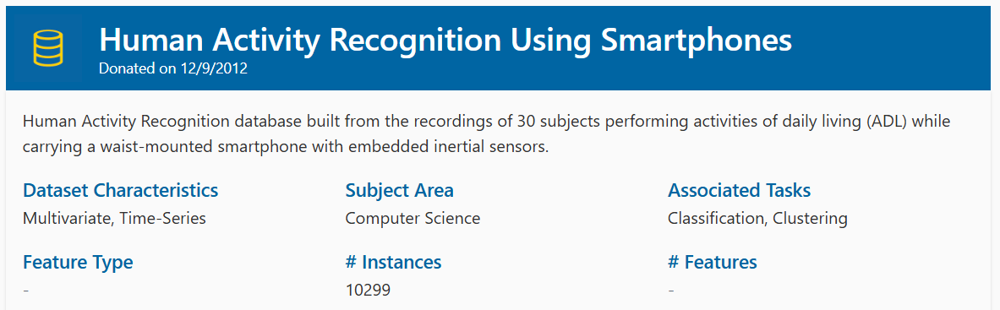 Human Activity Recognition Using Smartphones
Donated on 12/9/2012
Human Activity Recognition database built from the recordings of 30 subjects performing activities of daily living (ADL) while
carrying a waist-mounted smartphone with embedded inertial sensors.
Dataset Characteristics
Multivariate, Time-Series
Subject Area
Computer Science
Associated Tasks
Classification, Clustering
Feature Type
-
# Instances
10299
# Features
-